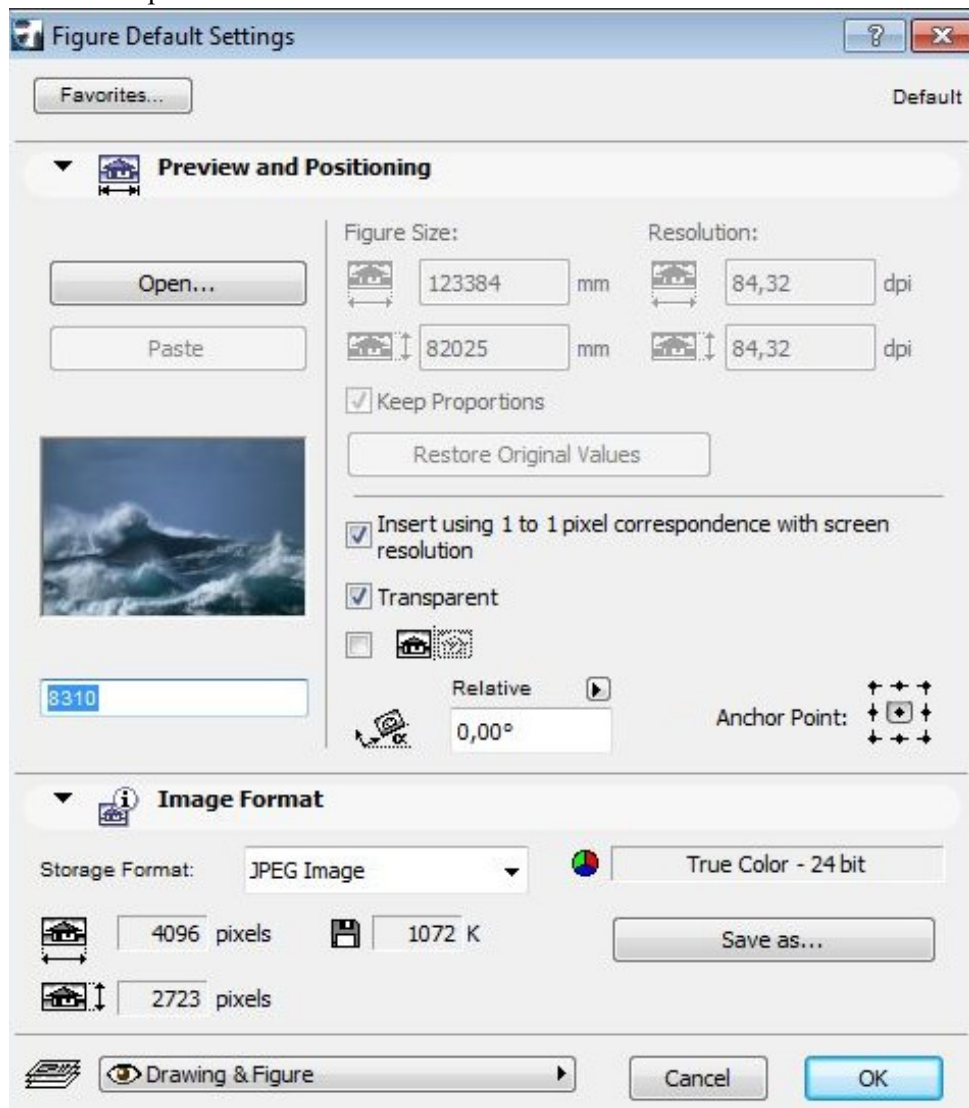 Figure Default Settings
Favorites...
Default
Preview and Positioning
Figure Size:
Resolution:
Open...
123384 mm
84,32 dpi
Paste
82025 mm
84,32 dpi
Keep Proportions
Restore Original Values
Insert using 1 to 1 pixel correspondence with screen
resolution
Transparent
8310
Relative
0,00°
α
Anchor Point:
Image Format
Storage Format:
JPEG Image
True Color - 24 bit
4096 pixels
1072 K
Save as...
2723 pixels
Drawing & Figure
Cancel
OK